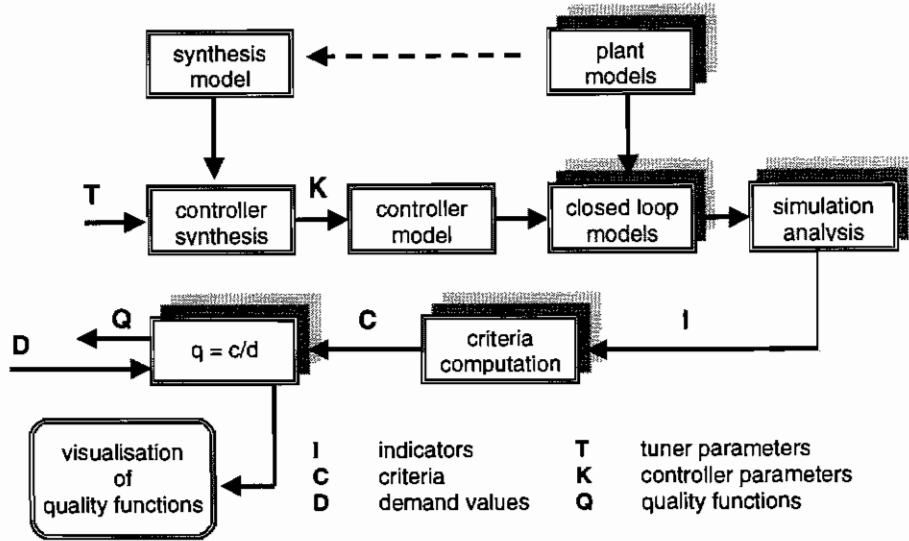 synthesis
model
plant
models
T
controller
synthesis
K
controller
model
closed loop
models
simulation
analysis
D
Q
q = c/d
C
criteria
computation
I
visualisation
of
quality functions
I indicators T tuner parameters
C criteria K controller parameters
D demand values Q quality functions